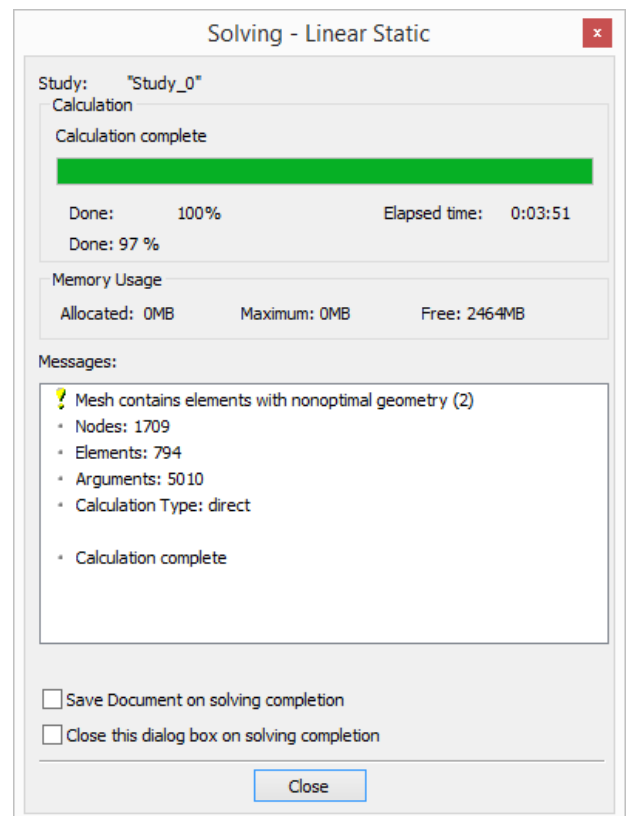 Solving - Linear Static
x
Study: "Study_0"
Calculation
Calculation complete
Done: 100% Elapsed time: 0:03:51
Done: 97 %
Memory Usage
Allocated: 0MB Maximum: 0MB Free: 2464MB
Messages:
Mesh contains elements with nonoptimal geometry (2)
Nodes: 1709
Elements: 794
Arguments: 5010
Calculation Type: direct
Calculation complete
Save Document on solving completion
Close this dialog box on solving completion
Close